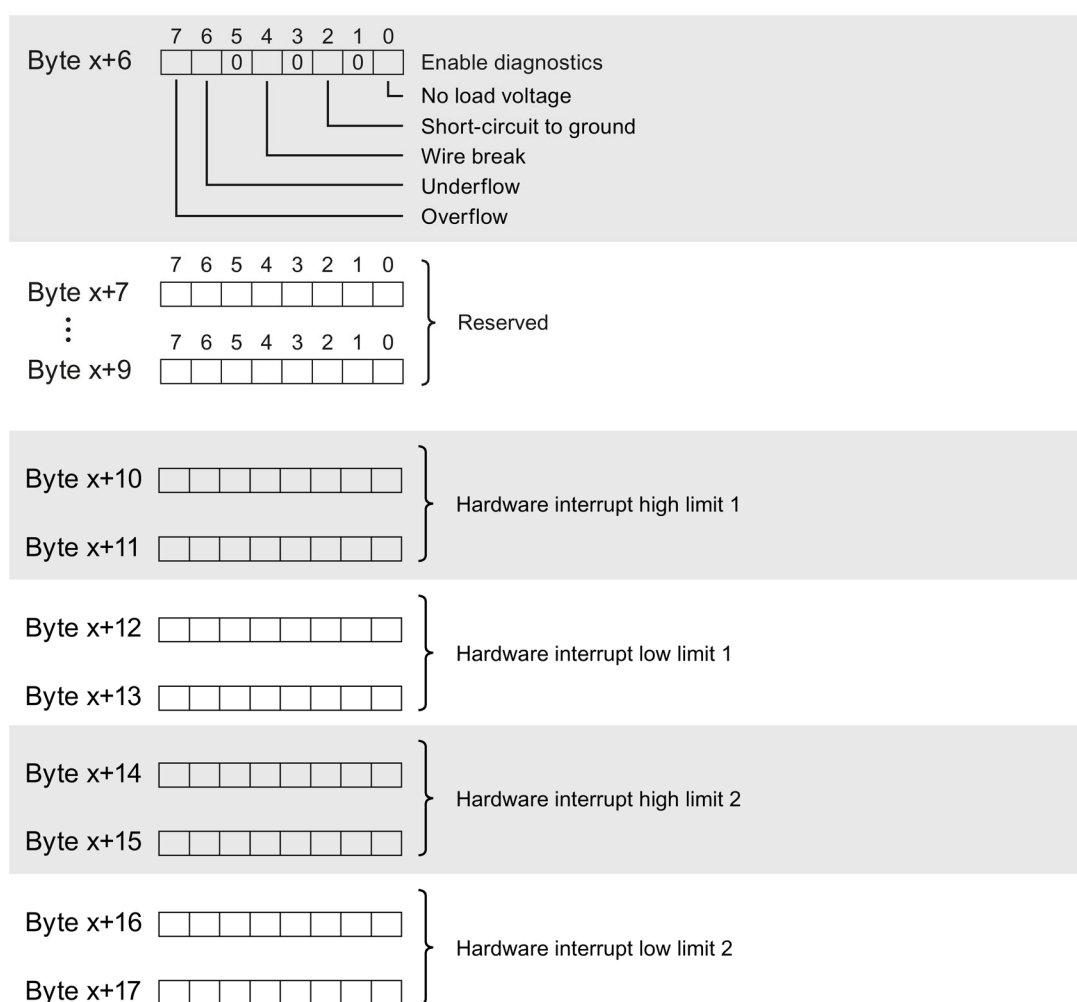 7 6 5 4 3 2 1 0
Byte x+6 0 0 0 Enable diagnostics
No load voltage
Short-circuit to ground
Wire break
Underflow
Overflow
7 6 5 4 3 2 1 0
Byte x+7
Reserved
7 6 5 4 3 2 1 0
Byte x+9
Byte x+10
Hardware interrupt high limit 1
Byte x+11
Byte x+12
Hardware interrupt low limit 1
Byte x+13
Byte x+14
Hardware interrupt high limit 2
Byte x+15
Byte x+16
Hardware interrupt low limit 2
Byte x+17